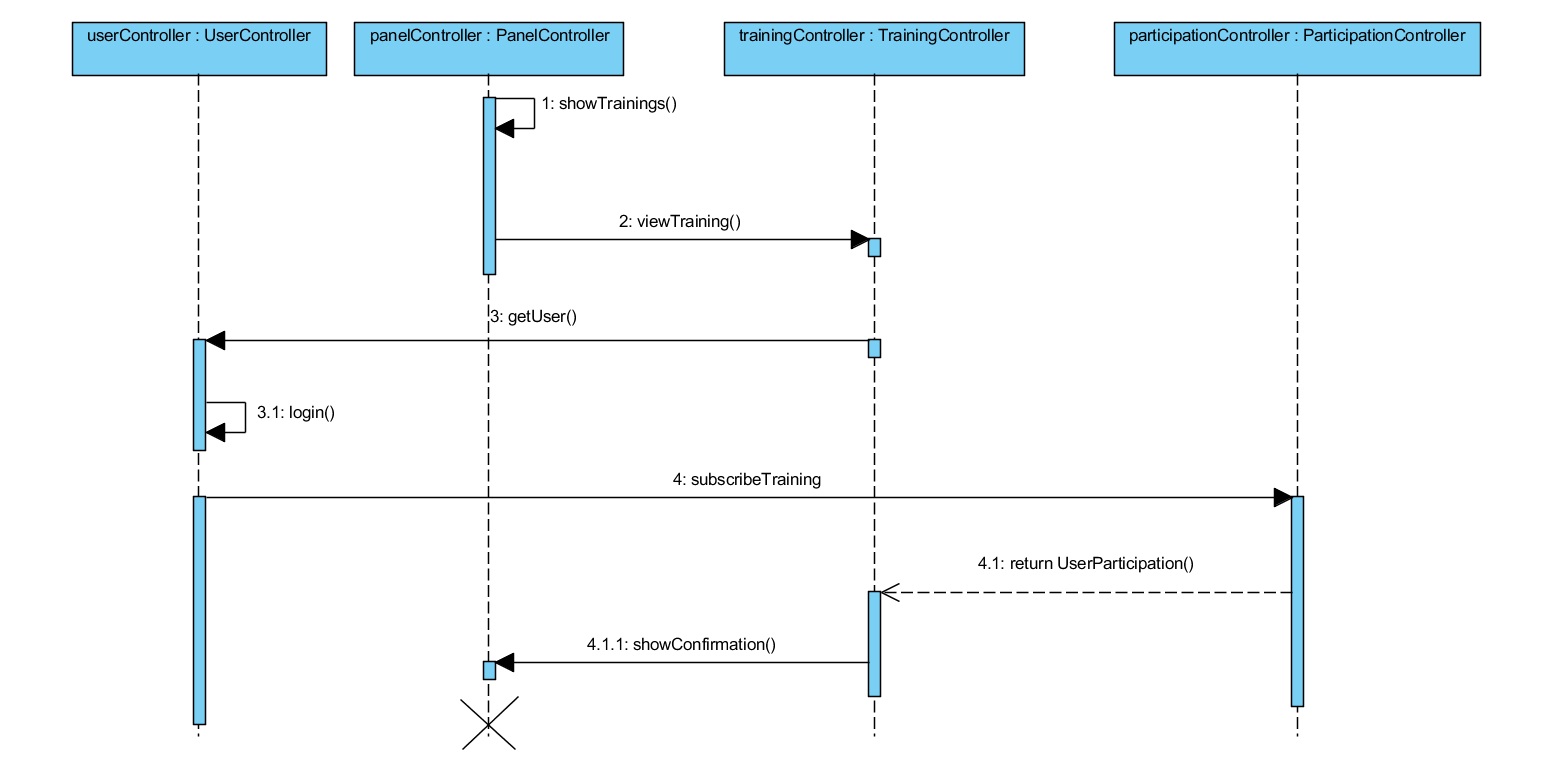 userController : UserController
panelController : PanelController
trainingController : TrainingController
participationController : ParticipationController
1: showTrainings()
2: viewTraining()
3: getUser()
3.1: login()
4: subscribeTraining
4.1: return UserParticipation()
4.1.1: showConfirmation()